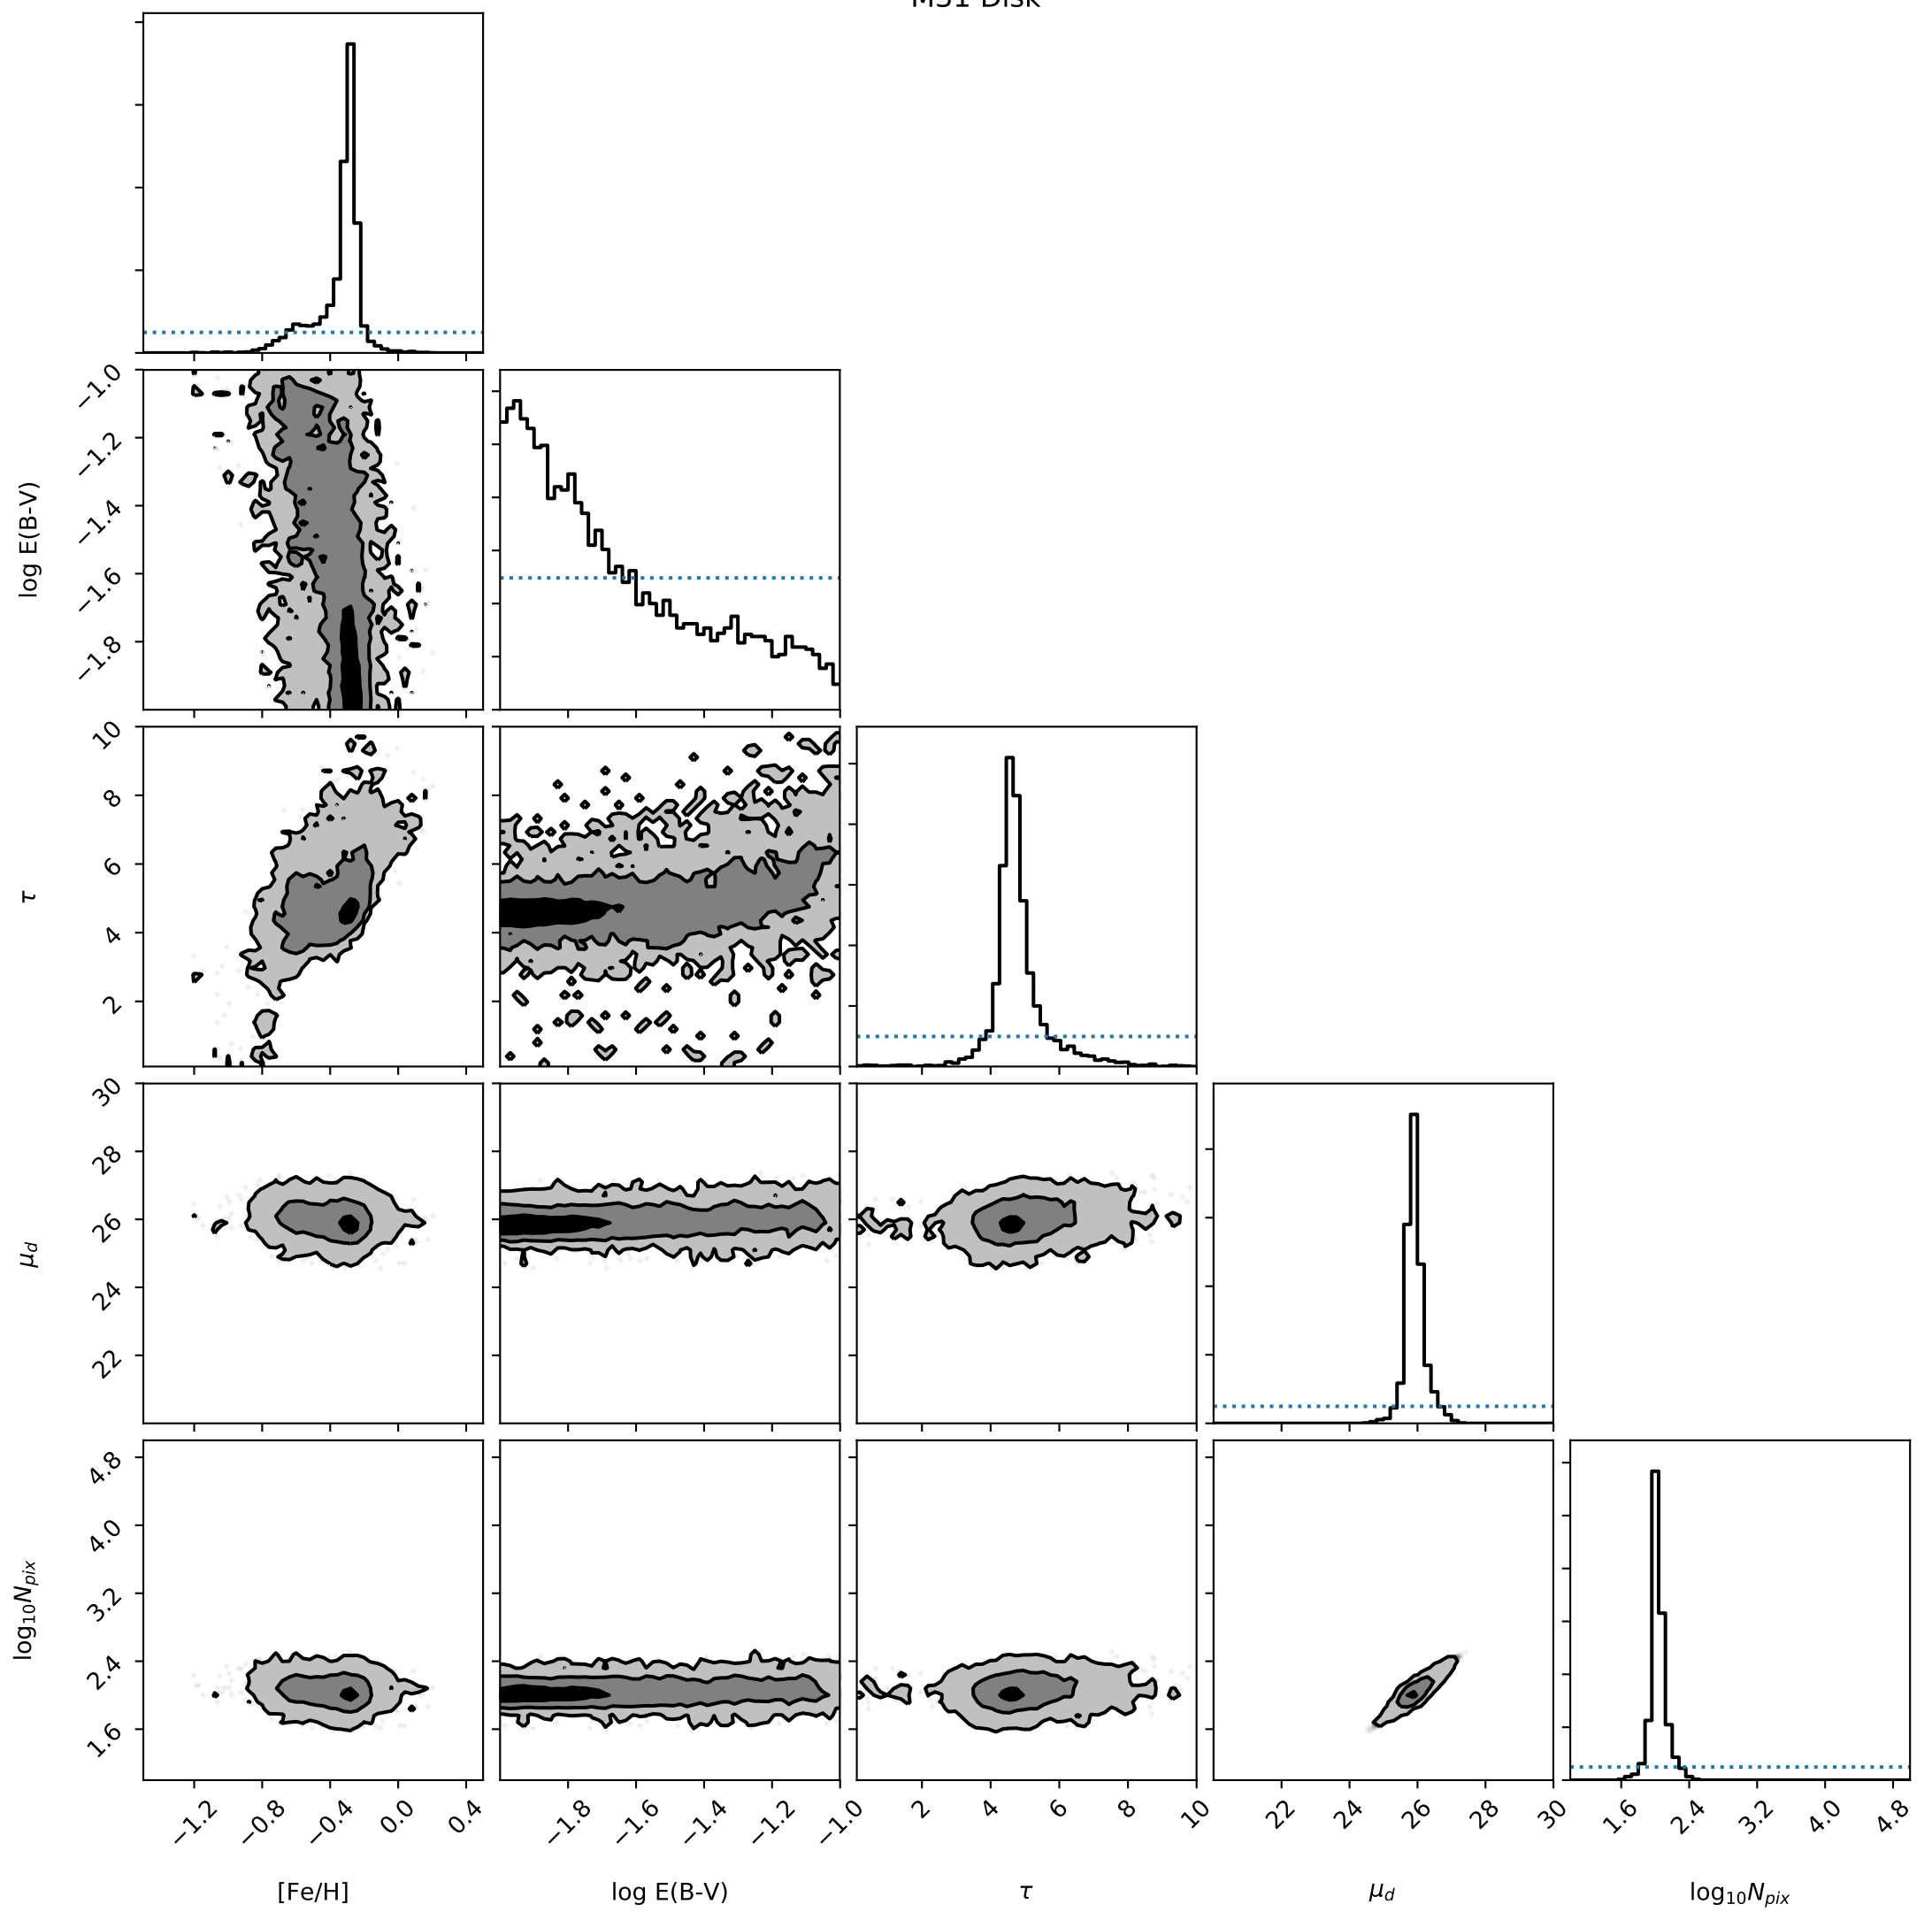 Disk
−1.0
−1.2
−1.4
−1.6
−1.8
log E(B-V)
10
8
6
4
2
τ
30
28
26
24
22
μd
4.8
4.0
3.2
2.4
1.6
log10Npix
−1.2 −0.8 −0.4 0.0 0.4 −1.8 −1.6 −1.4 −1.2 −1.0 2 4 6 8 10 22 24 26 28 30 1.6 2.4 3.2 4.0 4.8
[Fe/H] log E(B-V) τ μd log10Npix